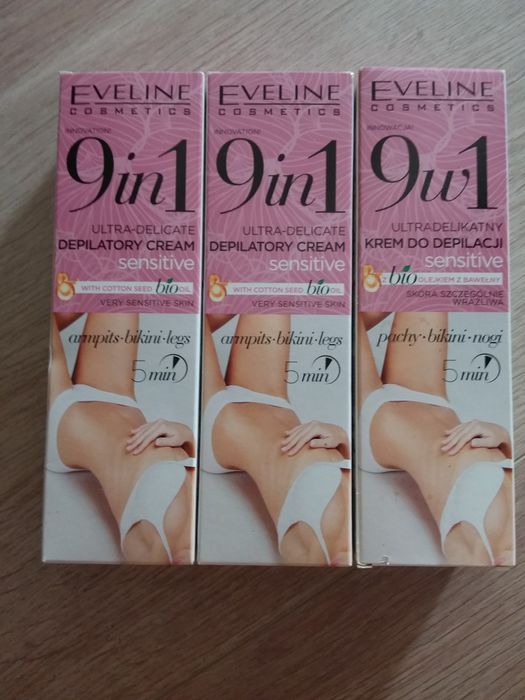 EVELINE
COSMETICS
INNOVATION!
9in1
ULTRA-DELICATE
DEPILATORY CREAM
sensitive
WITH COTTON SEED bio OIL
VERY SENSITIVE SKIN
armpits•bikini•legs
5 min
EVELINE
COSMETICS
INNOVATION!
9in1
ULTRA-DELICATE
DEPILATORY CREAM
sensitive
WITH COTTON SEED bio OIL
VERY SENSITIVE SKIN
armpits•bikini•legs
5 min
EVELINE
COSMETICS
INNOWACJA!
9w1
ULTRADELIKATNY
KREM DO DEPILACJI
sensitive
Z bio OLEJKIEM Z BAWEŁNY
SKÓRA SZCZEGÓLNIE
WRAŻLIWA
pachy•bikini•nogi
5 min